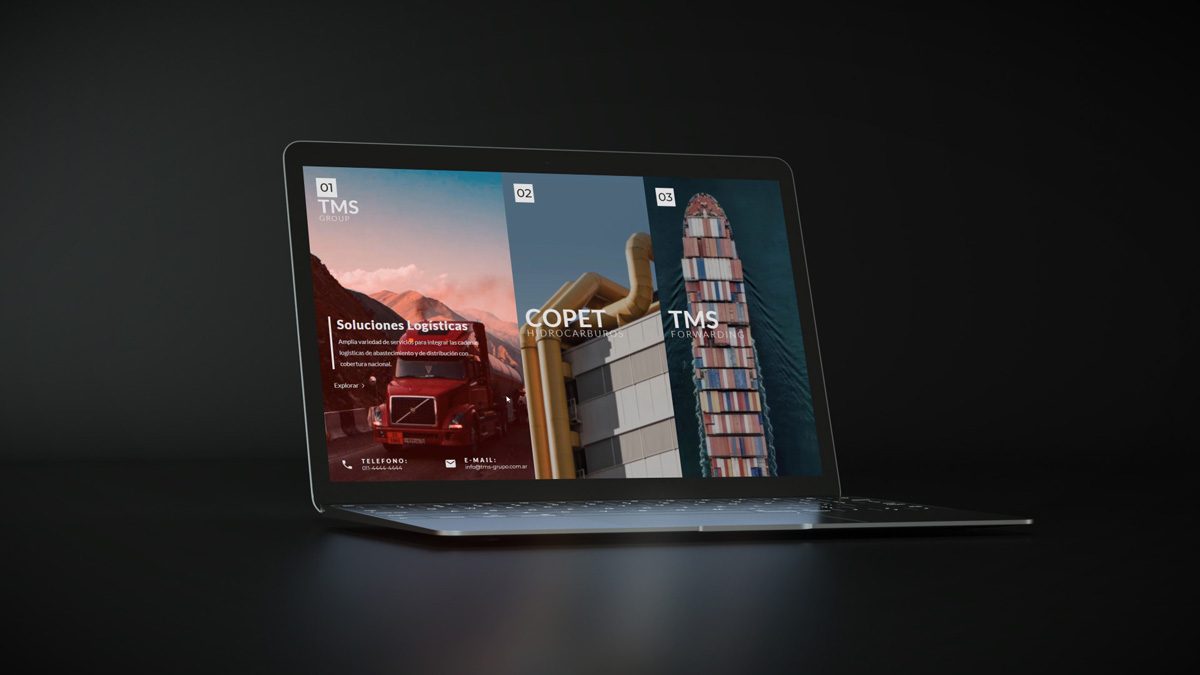 01
TMS
GROUP
Soluciones Logísticas
Amplia variedad de servicios para integrar las cadenas
logísticas de abastecimiento y de distribución con
cobertura nacional.
Explorar >
TELEFONO:
011-4444-4444
E-MAIL:
info@tms-grupo.com.ar
02
COPET
HIDROCARBUROS
03
TMS
FORWARDING